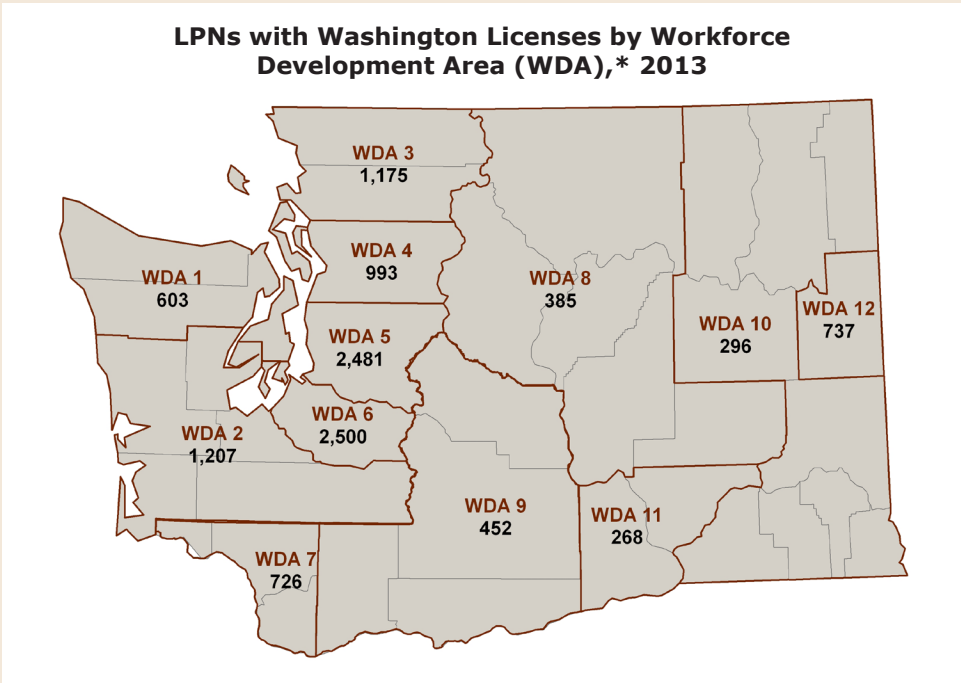 LPNs with Washington Licenses by Workforce
Development Area (WDA),* 2013
WDA 3
1,175
WDA 4
993
WDA 1
603
WDA 8
385
WDA 12
737
WDA 10
296
WDA 5
2,481
WDA 6
2,500
WDA 2
1,207
WDA 9
452
WDA 11
268
WDA 7
726